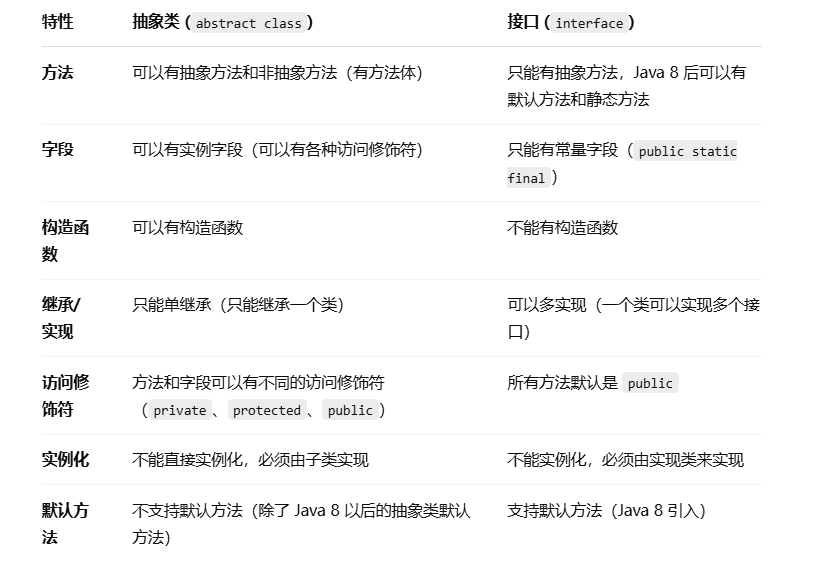 特性 抽象类 ( abstract class ) 接口 ( interface )
方法 可以有抽象方法和非抽象方法（有方法体） 只能有抽象方法，Java 8 后可以有
默认方法和静态方法
字段 可以有实例字段（可以有各种访问修饰符） 只能有常量字段（ public static
final ）
构造函 可以有构造函数 不能有构造函数
数
继承/ 只能单继承（只能继承一个类） 可以多实现（一个类可以实现多个接
实现 口）
访问修 方法和字段可以有不同的访问修饰符 所有方法默认是 public
饰符 （ private 、 protected 、 public ）
实例化 不能直接实例化，必须由子类实现 不能实例化，必须由实现类来实现
默认方 不支持默认方法（除了 Java 8 以后的抽象类默认 支持默认方法（Java 8 引入）
法 方法）